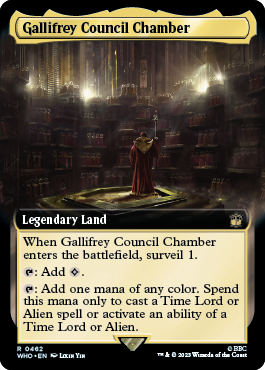 Gallifrey Council Chamber
Legendary Land
When Gallifrey Council Chamber
enters the battlefield, surveil 1.
: Add .
: Add one mana of any color. Spend
this mana only to cast a Time Lord or
Alien spell or activate an ability of a
Time Lord or Alien.
R 0462
WHO • EN Lixin Yin
© BBC
™ & © 2023 Wizards of the Coast